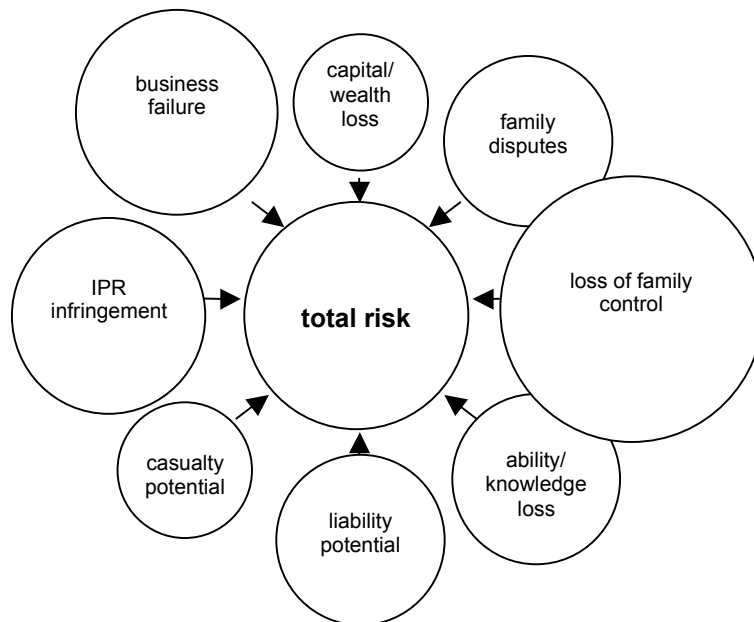 business
failure
capital/
wealth
loss
family
disputes
IPR
infringement
total risk
loss of family
control
casualty
potential
liability
potential
ability/
knowledge
loss